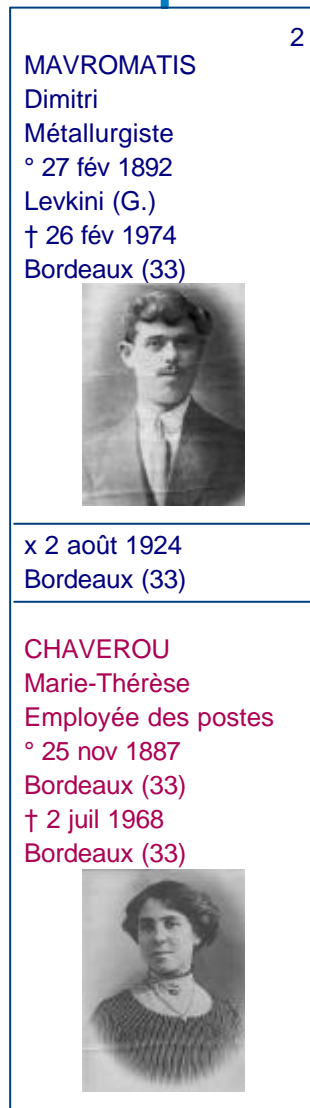 2
MAVROMATIS
Dimitri
Métallurgiste
° 27 fév 1892
Levkini (G.)
† 26 fév 1974
Bordeaux (33)
x 2 août 1924
Bordeaux (33)
CHAVEROU
Marie-Thérèse
Employée des postes
° 25 nov 1887
Bordeaux (33)
† 2 juil 1968
Bordeaux (33)